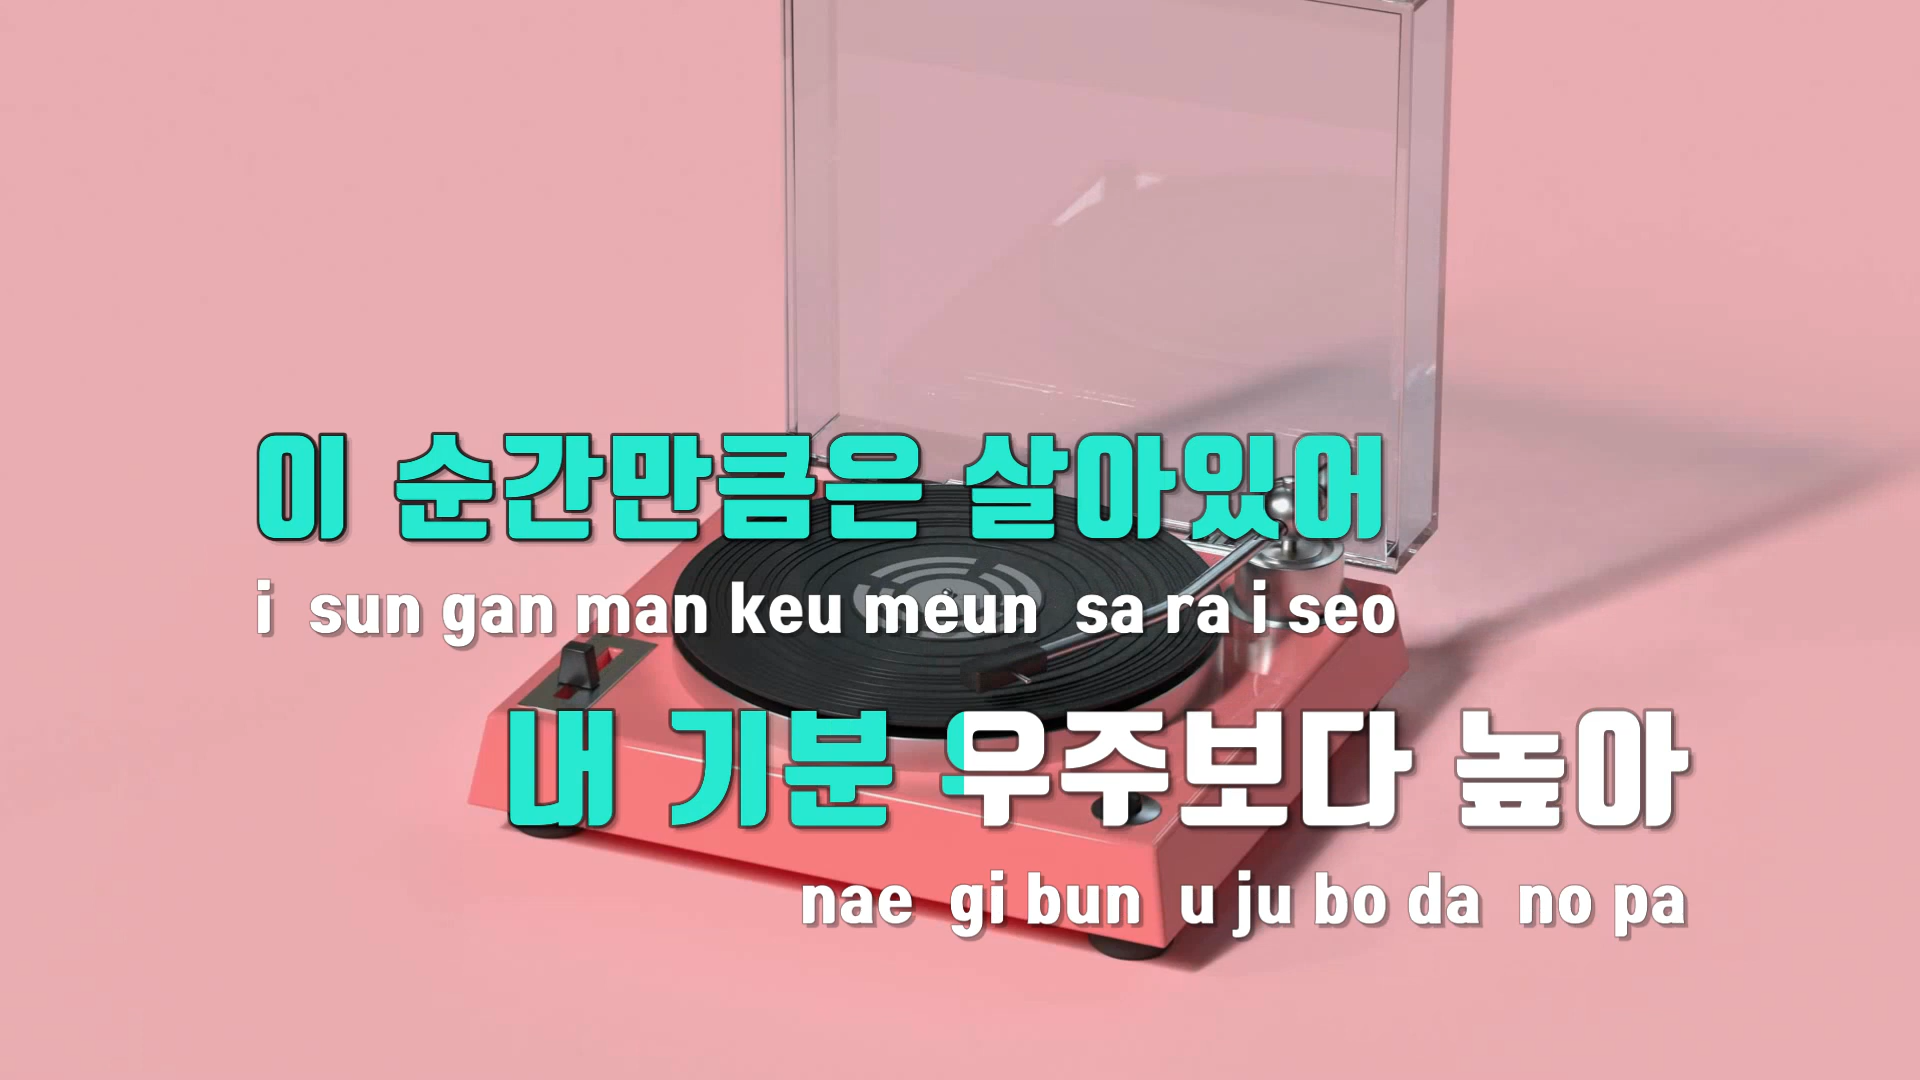 이 순간만큼은 살아있어
i sun gan man keu meun sa ra i seo
내 기분 우주보다 높아
nae gi bun u ju bo da no pa